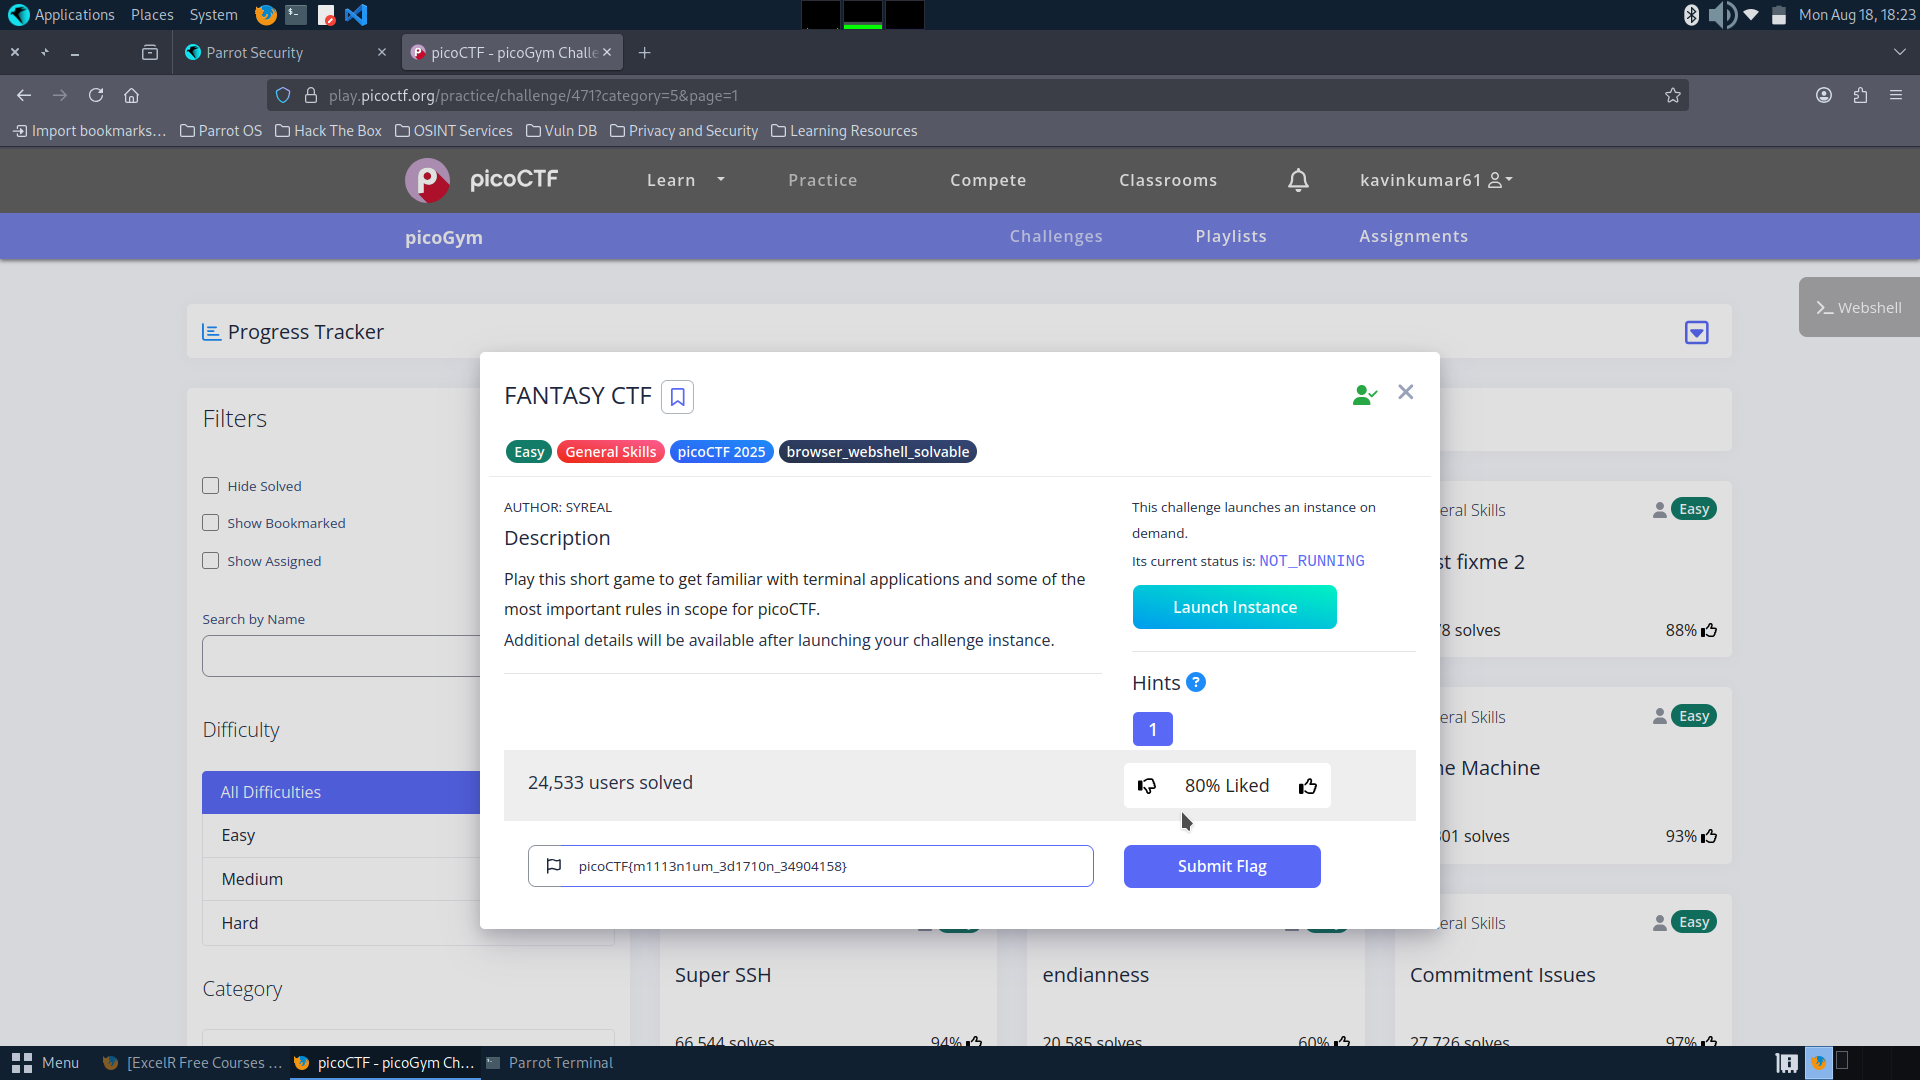 Applications Places System
Mon Aug 18, 18:23
Parrot Security
picoCTF - picoGym Challe
play.picoctf.org/practice/challenge/471?category=5&page=1
Import bookmarks... Parrot OS Hack The Box OSINT Services Vuln DB Privacy and Security Learning Resources
picoCTF Learn Practice Compete Classrooms kavinkumar61
picoGym Challenges Playlists Assignments
Webshell
Progress Tracker
Filters
Hide Solved
Show Bookmarked
Show Assigned
Search by Name
Difficulty
All Difficulties
Easy
Medium
Hard
Category
FANTASY CTF
Easy General Skills picoCTF 2025 browser_webshell_solvable
AUTHOR: SYREAL
Description
Play this short game to get familiar with terminal applications and some of the
most important rules in scope for picoCTF.
Additional details will be available after launching your challenge instance.
This challenge launches an instance on
demand.
Its current status is: NOT_RUNNING
Launch Instance
Hints ?
1
24,533 users solved
80% Liked
picoCTF{m1113n1um_3d1710n_34904158}
Submit Flag
eral Skills Easy
st fixme 2
78 solves 88%
eral Skills Easy
ne Machine
301 solves 93%
eral Skills Easy
Super SSH
66,544 solves 94%
endianness
20,585 solves 60%
Commitment Issues
27,726 solves 97%
Menu [ExcelR Free Courses ... picoCTF - picoGym Ch... Parrot Terminal